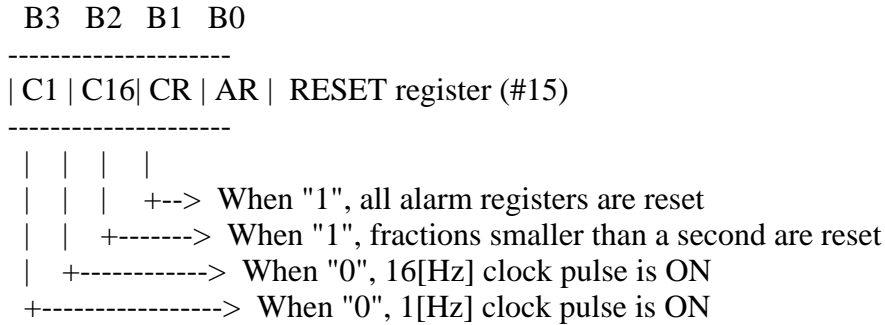 B3 B2 B1 B0
---------------------
| C1 | C16| CR | AR | RESET register (#15)
---------------------
| | | |
| | | +--> When "1", all alarm registers are reset
| | +-------> When "1", fractions smaller than a second are reset
| +------------> When "0", 16[Hz] clock pulse is ON
+-----------------> When "0", 1[Hz] clock pulse is ON